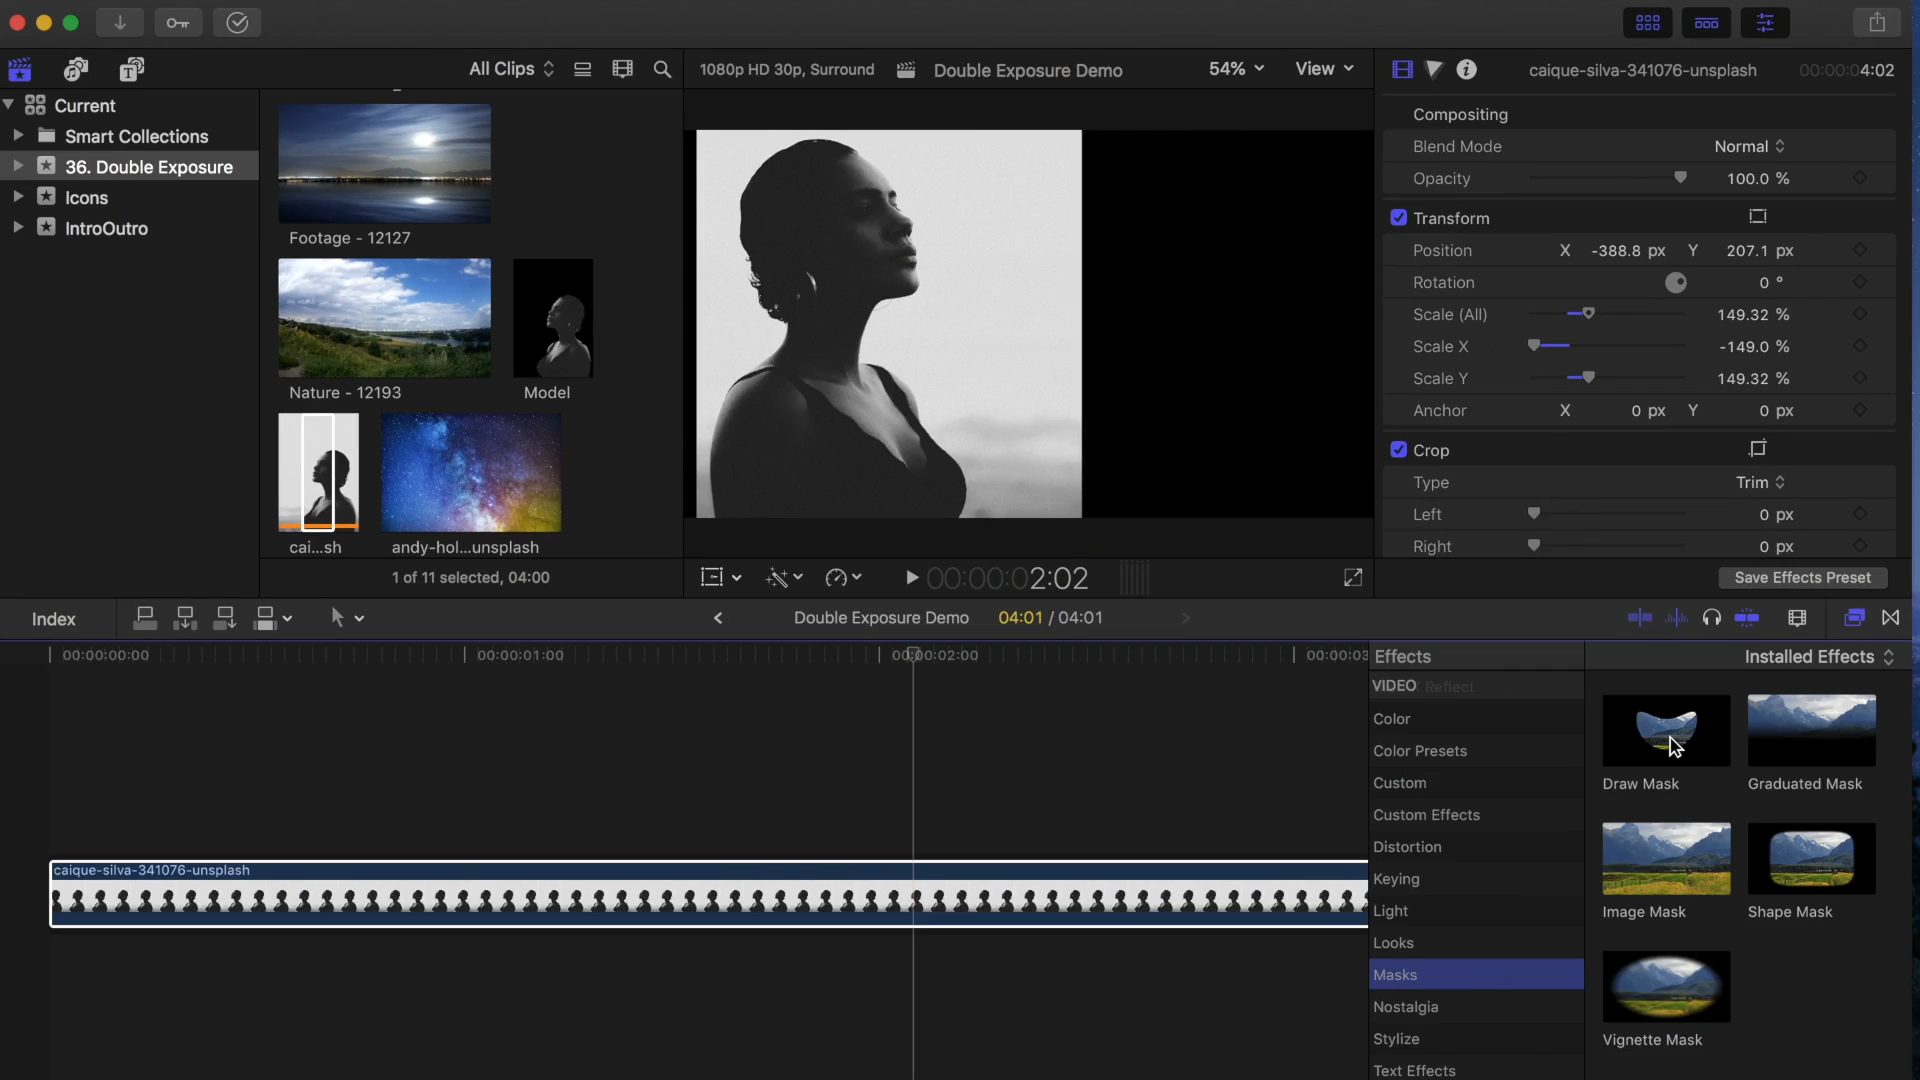 All Clips
1080p HD 30p, Surround
Double Exposure Demo
54%
View
caique-silva-341076-unsplash
00:00:04:02
Current
Smart Collections
36. Double Exposure
Icons
IntroOutro
Footage - 12127
Nature - 12193
Model
cai...sh
andy-hol...unsplash
1 of 11 selected, 04:00
00:00:02:02
Compositing
Blend Mode
Normal
Opacity
100.0 %
Transform
Position
X -388.8 px Y 207.1 px
Rotation
0 °
Scale (All)
149.32 %
Scale X
-149.0 %
Scale Y
149.32 %
Anchor
X 0 px Y 0 px
Crop
Type
Trim
Left
0 px
Right
0 px
Save Effects Preset
Index
Double Exposure Demo
04:01 / 04:01
00:00:00:00
00:00:01:00
00:00:02:00
00:00:03
caique-silva-341076-unsplash
Effects
Installed Effects
VIDEO
Reflect
Color
Color Presets
Custom
Custom Effects
Distortion
Keying
Light
Looks
Masks
Nostalgia
Stylize
Text Effects
Draw Mask
Graduated Mask
Image Mask
Shape Mask
Vignette Mask